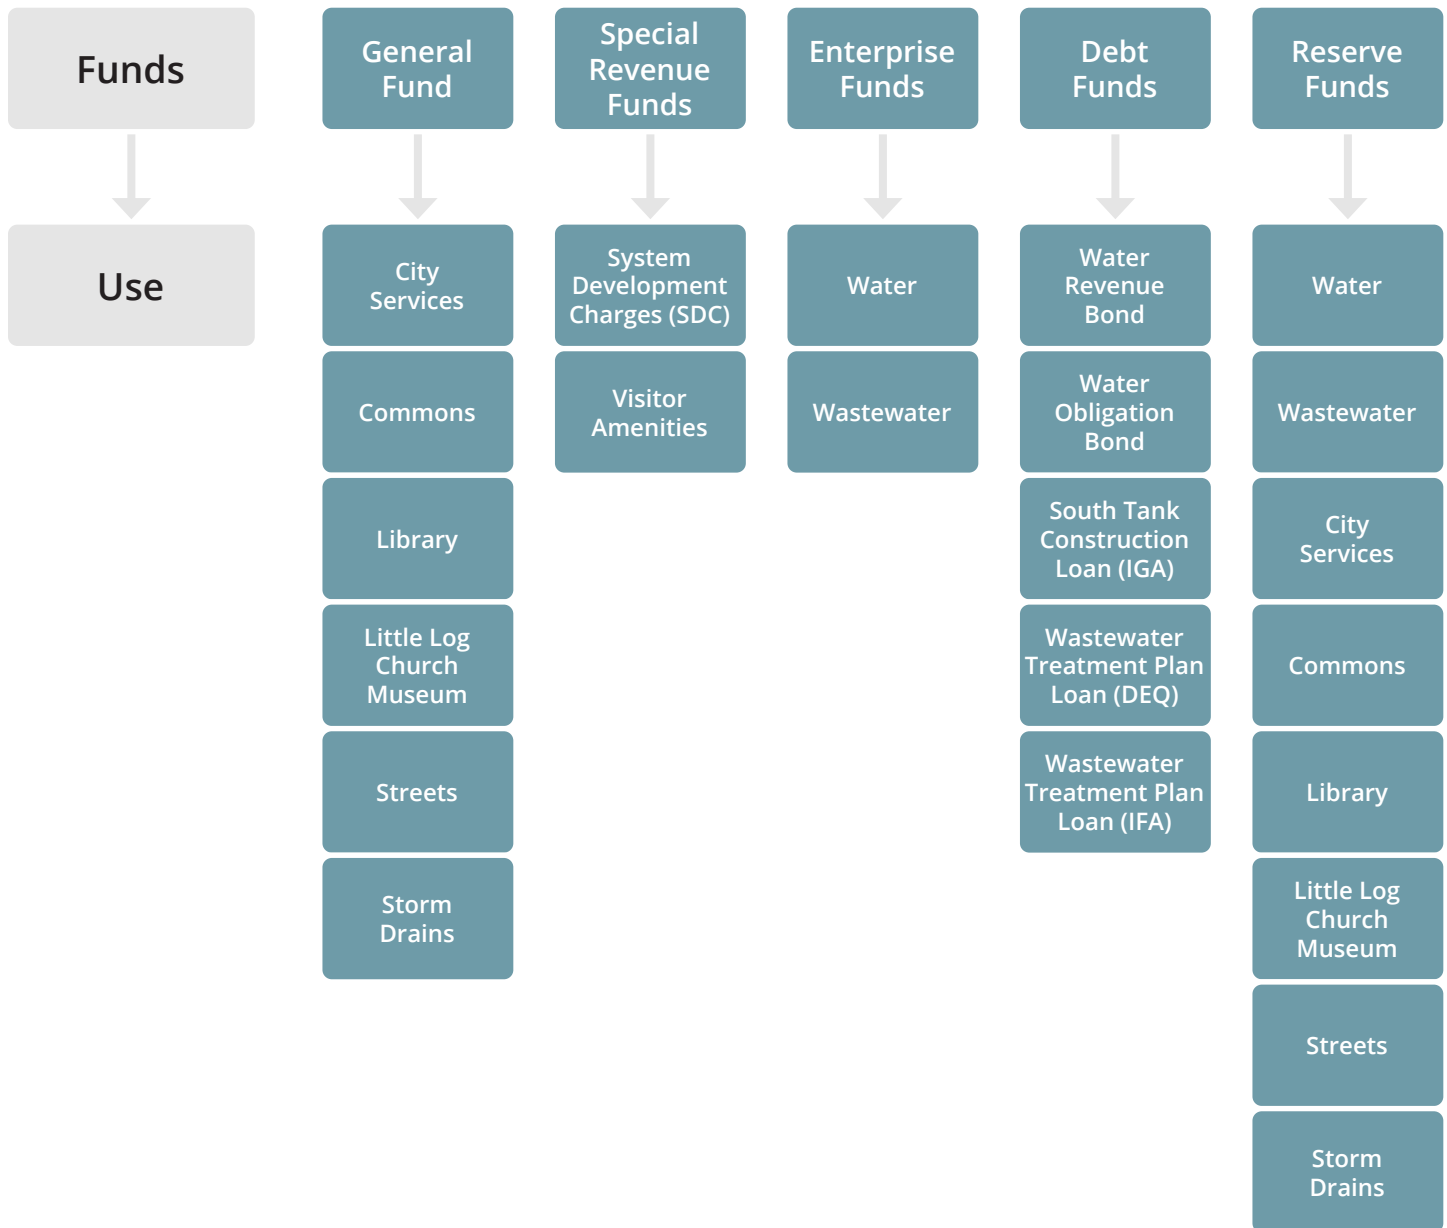 Funds
General
Fund
Special
Revenue
Funds
Enterprise
Funds
Debt
Funds
Reserve
Funds
Use
City
Services
System
Development
Charges (SDC)
Water
Water
Revenue
Bond
Water
Commons
Visitor
Amenities
Wastewater
Water
Obligation
Bond
Wastewater
Library
South Tank
Construction
Loan (IGA)
City
Services
Little Log
Church
Museum
Wastewater
Treatment Plan
Loan (DEQ)
Commons
Streets
Wastewater
Treatment Plan
Loan (IFA)
Library
Storm
Drains
Little Log
Church
Museum
Streets
Storm
Drains